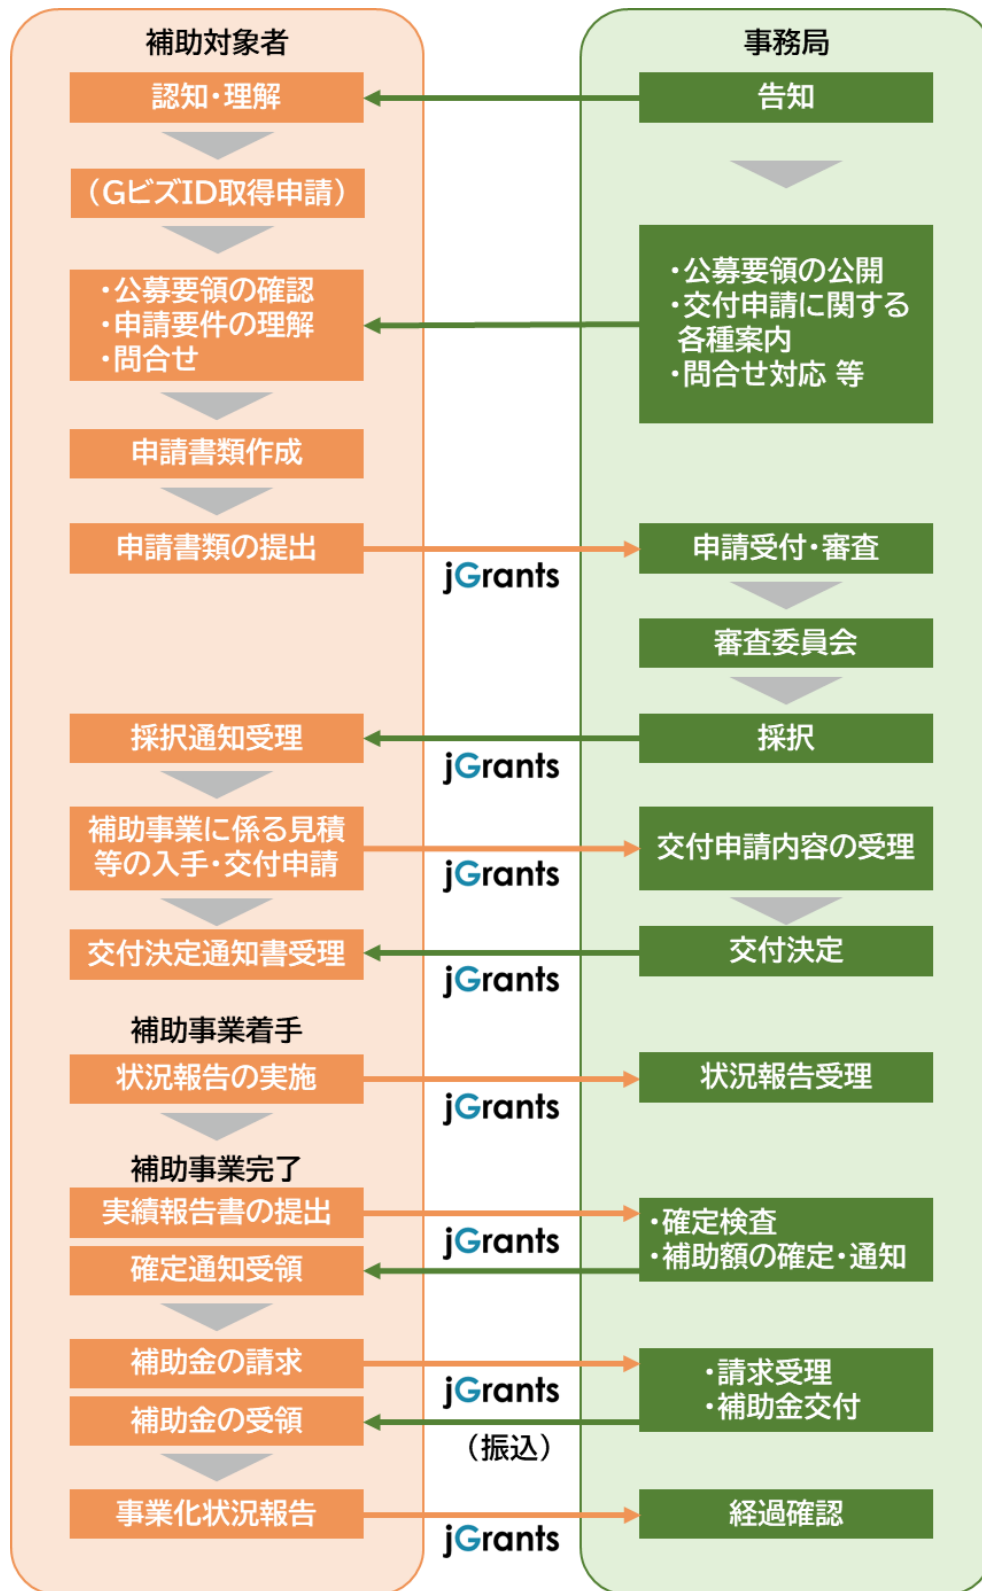 補助対象者
事務局
認知・理解
告知
（GビズID取得申請）
・公募要領の確認
・申請要件の理解
・問合せ
・公募要領の公開
・交付申請に関する
各種案内
・問合せ対応 等
申請書類作成
申請書類の提出
jGrants
申請受付・審査
審査委員会
採択通知受理
jGrants
採択
補助事業に係る見積
等の入手・交付申請
jGrants
交付申請内容の受理
交付決定通知書受理
jGrants
交付決定
補助事業着手
状況報告の実施
jGrants
状況報告受理
補助事業完了
実績報告書の提出
jGrants
・確定検査
・補助額の確定・通知
確定通知受領
補助金の請求
jGrants
・請求受理
・補助金交付
補助金の受領
（振込）
事業化状況報告
jGrants
経過確認